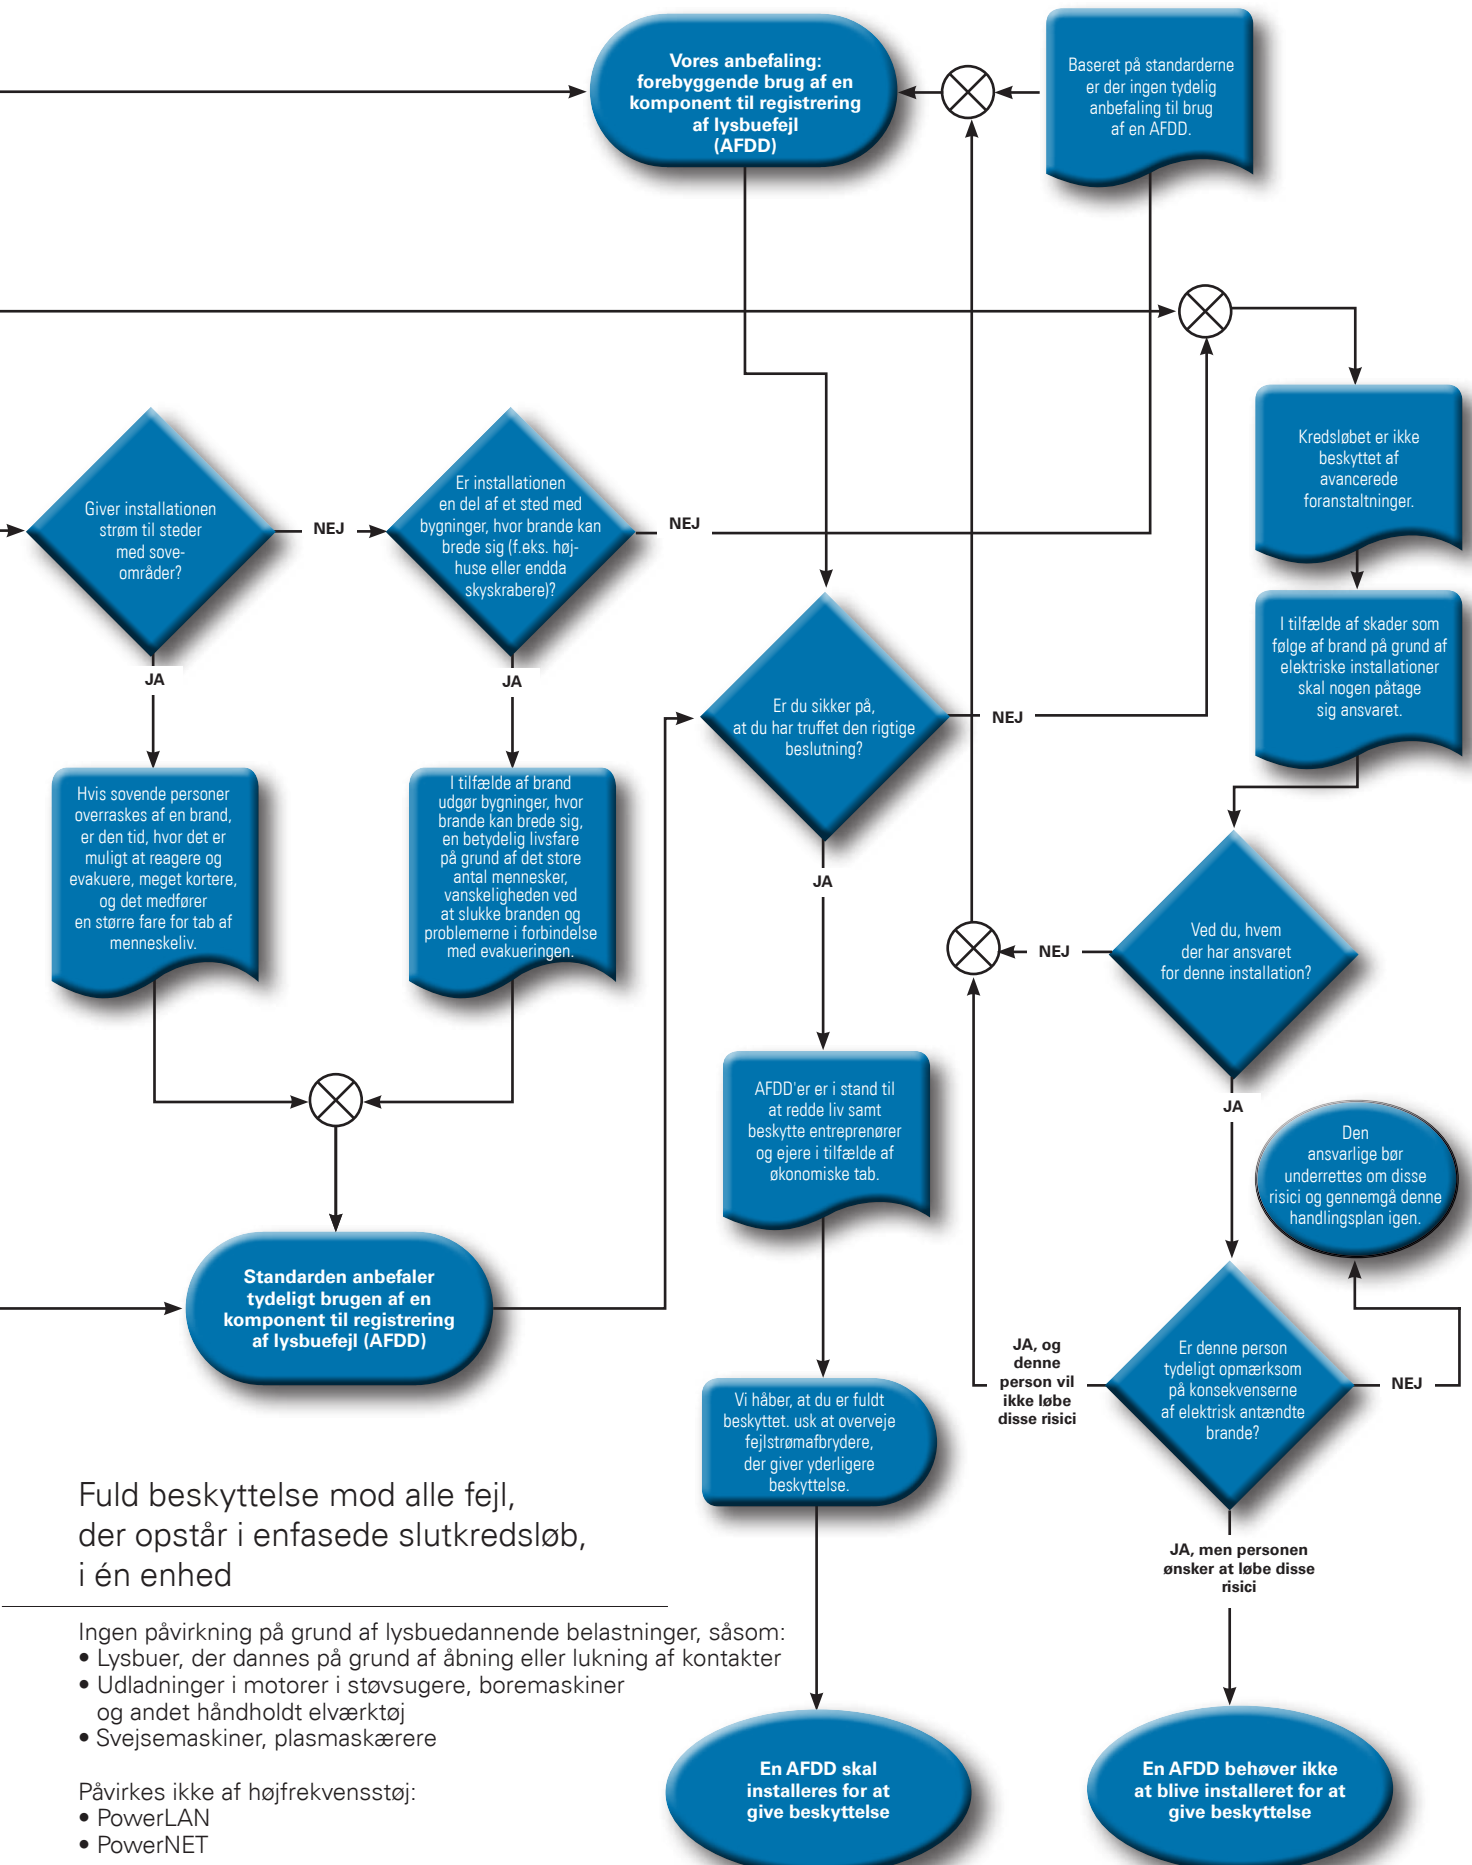 Vores anbefaling:
forebyggende brug af en
komponent til registrering
af lysbuefejl
(AFDD)
Baseret på standarderne
er der ingen tydelig
anbefaling til brug
af en AFDD.
Kredsløbet er ikke
beskyttet af
avancerede
foranstaltninger.
Giver installationen
strøm til steder
med sove-
områder?
NEJ
Er installationen
en del af et sted med
bygninger, hvor brande kan
brede sig (f.eks. høj-
huse eller endda
skyskrabere)?
NEJ
I tilfælde af skader som
følge af brand på grund af
elektriske installationer
skal nogen påtage
sig ansvaret.
JA
JA
Er du sikker på,
at du har truffet den rigtige
beslutning?
NEJ
Hvis sovende personer
overraskes af en brand,
er den tid, hvor det er
muligt at reagere og
evakuere, meget kortere,
og det medfører
en større fare for tab af
menneskeliv.
I tilfælde af brand
udgør bygninger, hvor
brande kan brede sig,
en betydelig livsfare
på grund af det store
antal mennesker,
vanskeligheden ved
at slukke branden og
problemerne i forbindelse
med evakueringen.
JA
NEJ
Ved du, hvem
der har ansvaret
for denne installation?
AFDD'er er i stand til
at redde liv samt
beskytte entreprenører
og ejere i tilfælde af
økonomiske tab.
JA
Den
ansvarlige bør
underrettes om disse
risici og gennemgå denne
handlingsplan igen.
Standarden anbefaler
tydeligt brugen af en
komponent til registrering
af lysbuefejl (AFDD)
JA, og
denne
person vil
ikke løbe
disse risici
Er denne person
tydeligt opmærksom
på konsekvenserne
af elektrisk antændte
brande?
NEJ
Vi håber, at du er fuldt
beskyttet. usk at overveje
fejlstrømafbrydere,
der giver yderligere
beskyttelse.
JA, men personen
ønsker at løbe disse
risici
Fuld beskyttelse mod alle fejl,
der opstår i enfasede slutkredsløb,
i én enhed
Ingen påvirkning på grund af lysbuedannende belastninger, såsom:
• Lysbuer, der dannes på grund af åbning eller lukning af kontakter
• Udladninger i motorer i støvsugere, boremaskiner
og andet håndholdt elværktøj
• Svejsemaskiner, plasmaskærere
Påvirkes ikke af højfrekvensstøj:
• PowerLAN
• PowerNET
En AFDD skal
installeres for at
give beskyttelse
En AFDD behøver ikke
at blive installeret for at
give beskyttelse